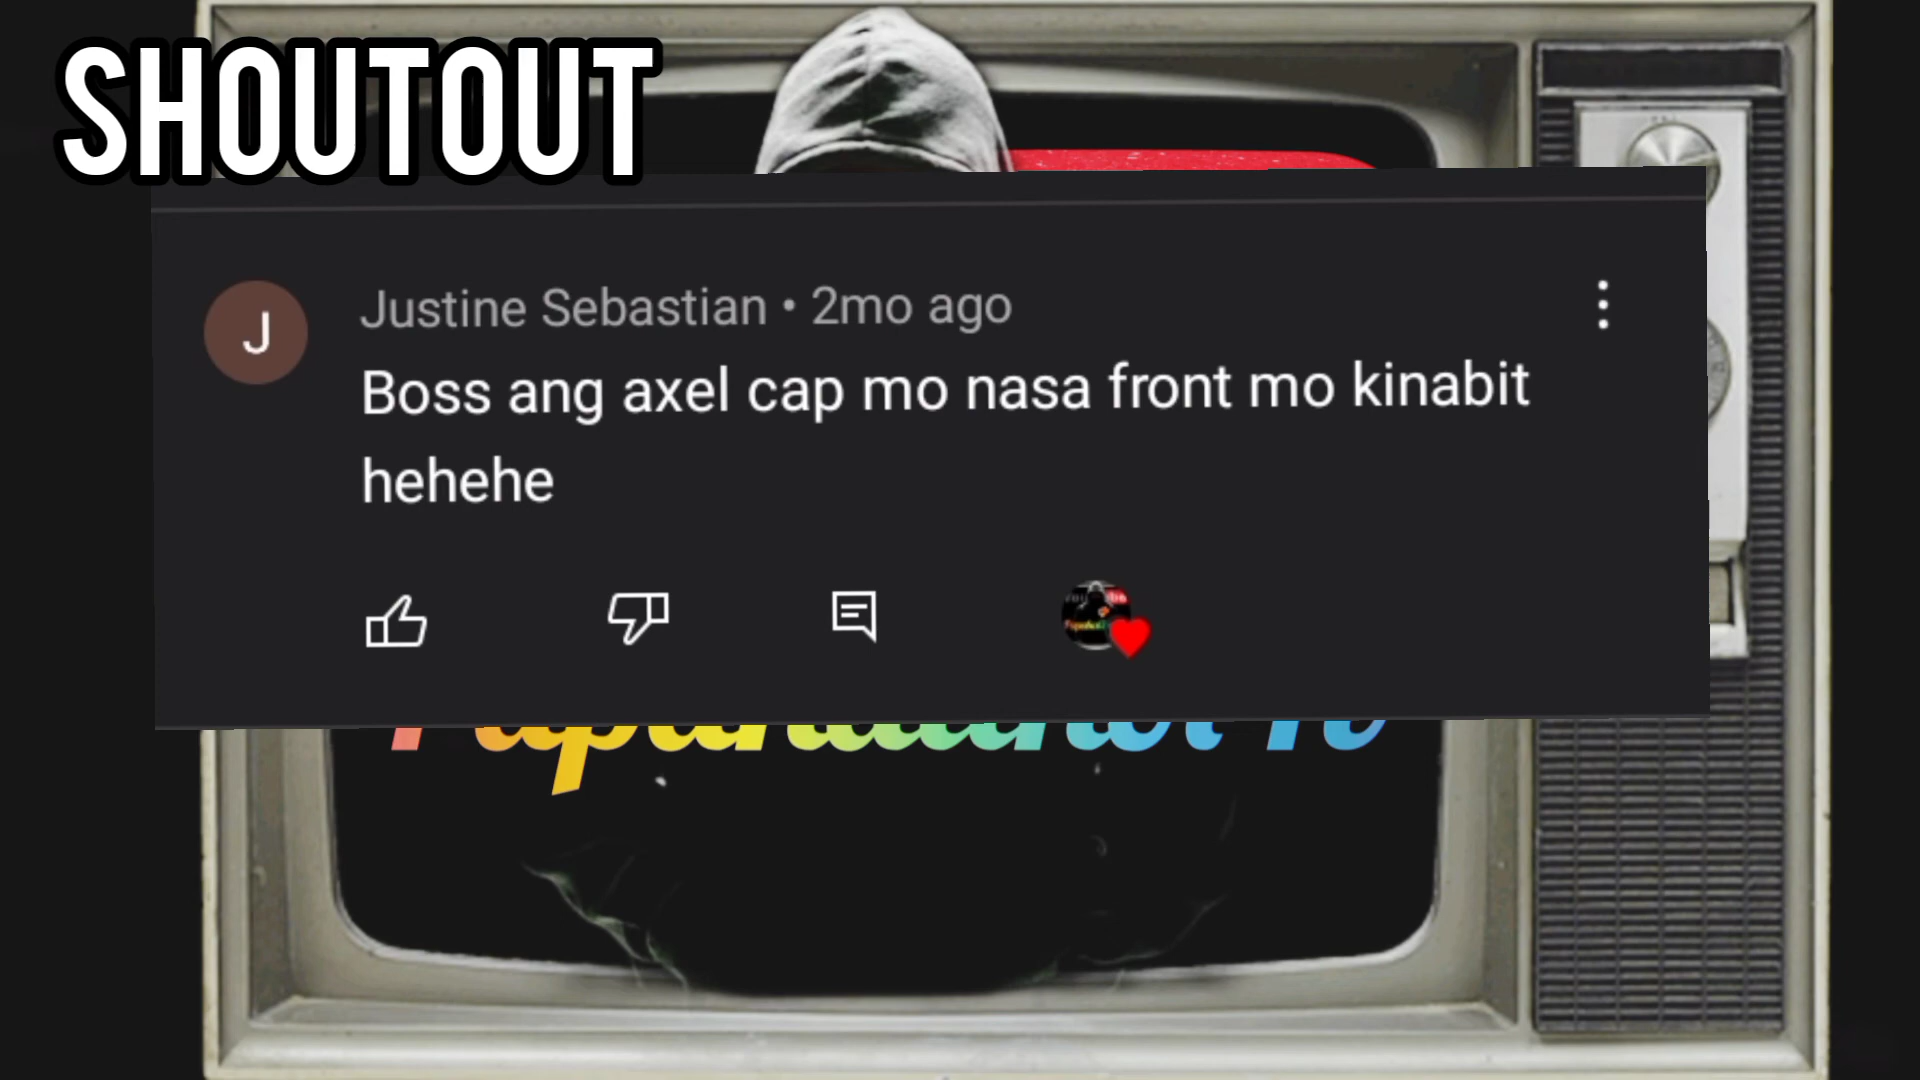 SHOUTOUT
J
Justine Sebastian • 2mo ago
Boss ang axel cap mo nasa front mo kinabit
hehehe